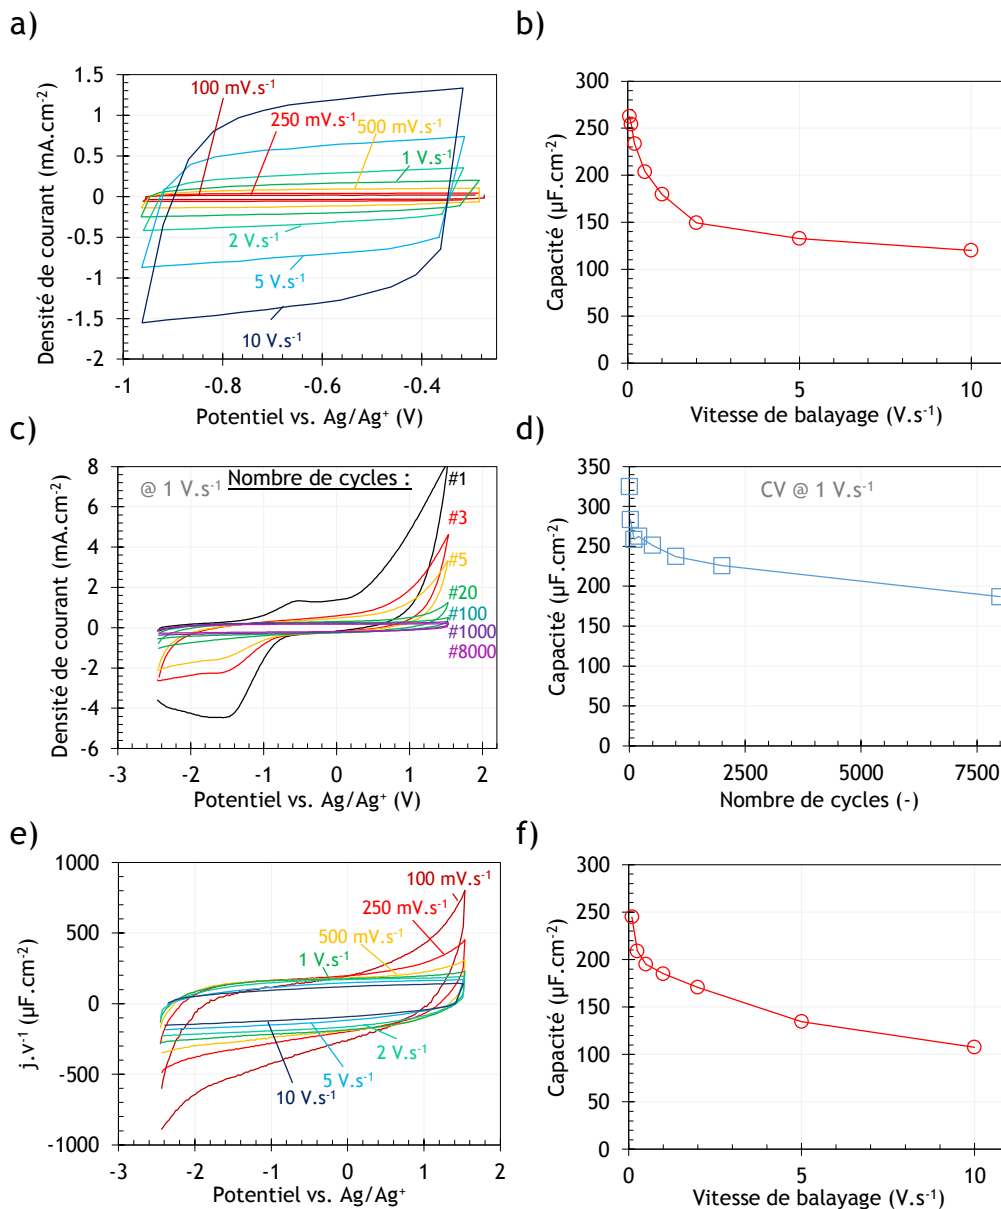 a)
Densité de courant (mA.cm⁻²)
1.5
1
0.5
0
-0.5
-1
-1.5
-2
100 mV.s⁻¹
250 mV.s⁻¹
500 mV.s⁻¹
1 V.s⁻¹
2 V.s⁻¹
5 V.s⁻¹
10 V.s⁻¹
-1 -0.8 -0.6 -0.4
Potentiel vs. Ag/Ag⁺ (V)
b)
Capacité (µF.cm⁻²)
300
250
200
150
100
50
0
0 5 10
Vitesse de balayage (V.s⁻¹)
c)
Densité de courant (mA.cm⁻²)
8
6
4
2
0
-2
-4
-6
@ 1 V.s⁻¹
Nombre de cycles :
#1
#3
#5
#20
#100
#1000
#8000
-3 -2 -1 0 1 2
Potentiel vs. Ag/Ag⁺ (V)
d)
Capacité (µF.cm⁻²)
350
300
250
200
150
100
50
0
CV @ 1 V.s⁻¹
0 2500 5000 7500
Nombre de cycles (-)
e)
j.v⁻¹ (µF.cm⁻²)
1000
500
0
-500
-1000
100 mV.s⁻¹
250 mV.s⁻¹
500 mV.s⁻¹
1 V.s⁻¹
2 V.s⁻¹
5 V.s⁻¹
10 V.s⁻¹
-3 -2 -1 0 1 2
Potentiel vs. Ag/Ag⁺
f)
Capacité (µF.cm⁻²)
300
250
200
150
100
50
0
0 5 10
Vitesse de balayage (V.s⁻¹)